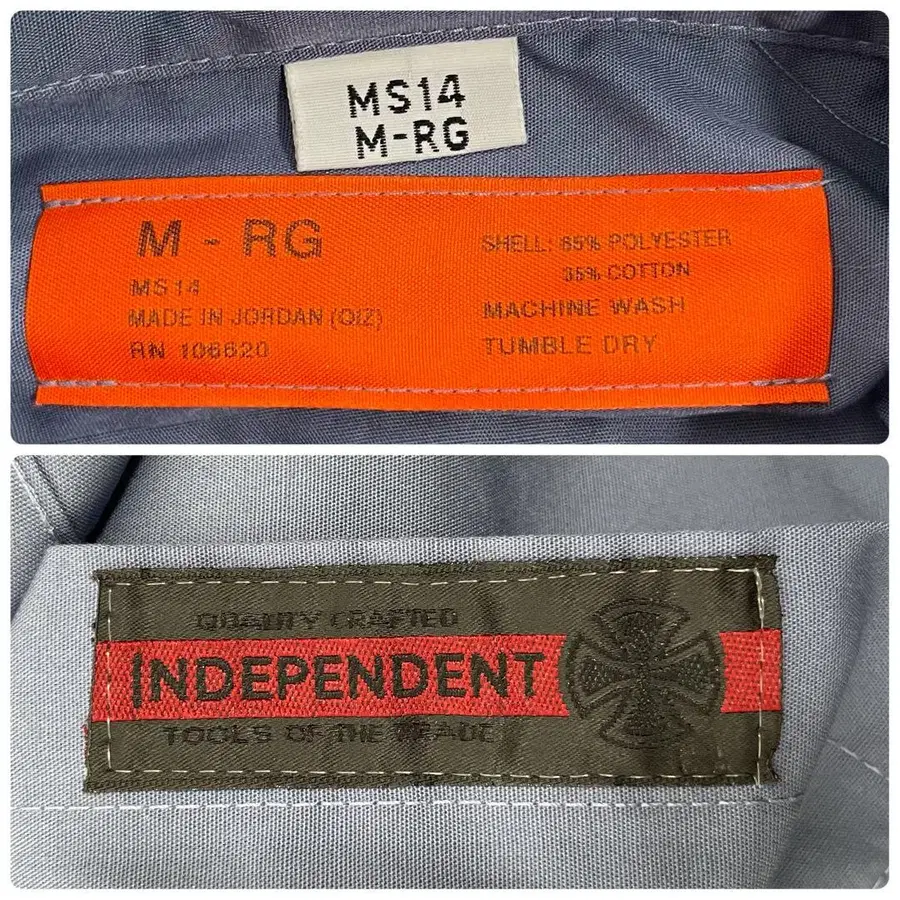 MS14
M-RG
M - RG
MS14
MADE IN JORDAN (QIZ)
RN 106620
SHELL: 65% POLYESTER
35% COTTON
MACHINE WASH
TUMBLE DRY
QUALITY CRAFTED
INDEPENDENT
TOOLS OF THE TRADE